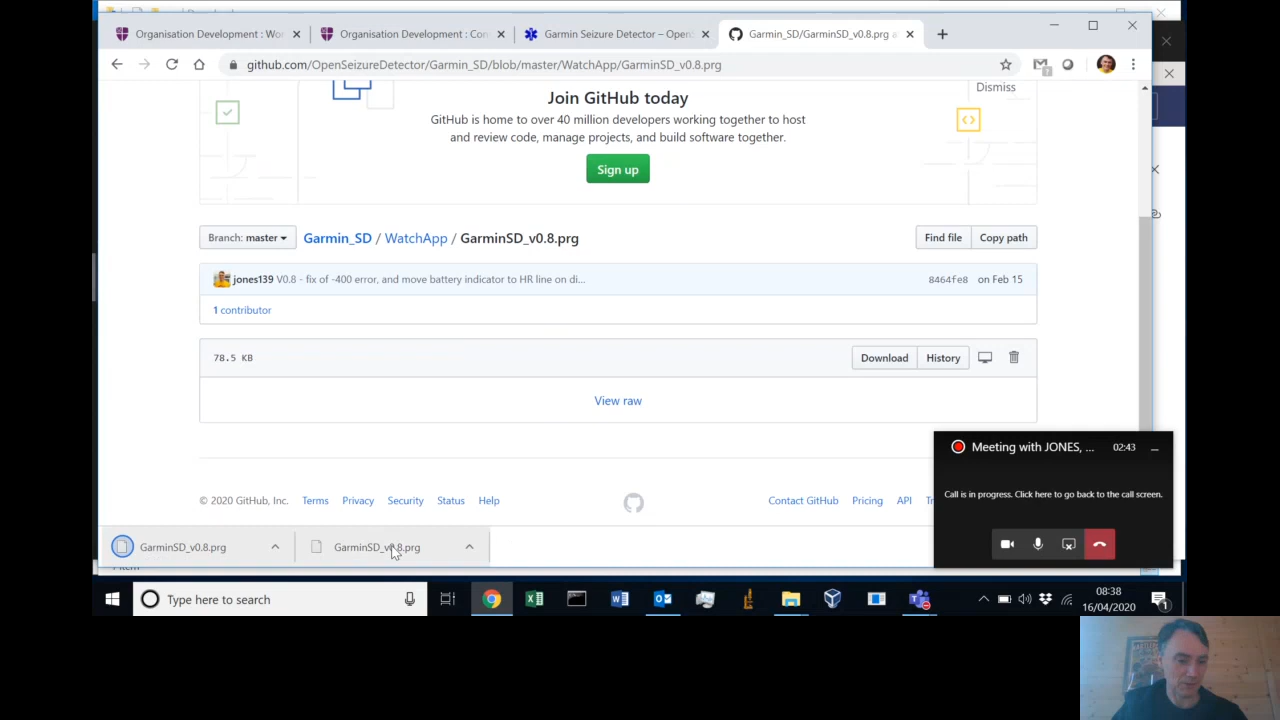 Organisation Development : Wo
Organisation Development : Co
Garmin Seizure Detector – Open
Garmin_SD/GarminSD_v0.8.prg a
github.com/OpenSeizureDetector/Garmin_SD/blob/master/WatchApp/GarminSD_v0.8.prg
Dismiss
Join GitHub today
GitHub is home to over 40 million developers working together to host
and review code, manage projects, and build software together.
Sign up
Branch: master
Garmin_SD / WatchApp / GarminSD_v0.8.prg
Find file
Copy path
jones139 V0.8 - fix of -400 error, and move battery indicator to HR line on di...
8464fe8 on Feb 15
1 contributor
78.5 KB
Download
History
View raw
Meeting with JONES, ...
02:43
Call is in progress. Click here to go back to the call screen.
© 2020 GitHub, Inc.
Terms
Privacy
Security
Status
Help
Contact GitHub
Pricing
API
Tr
GarminSD_v0.8.prg
GarminSD_v0.8.prg
Type here to search
08:38
16/04/2020
1